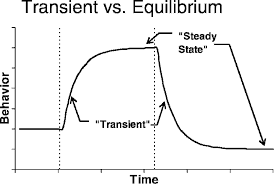 Transient vs. Equilibrium
"Steady
State"
Behavior
"Transient"
Time